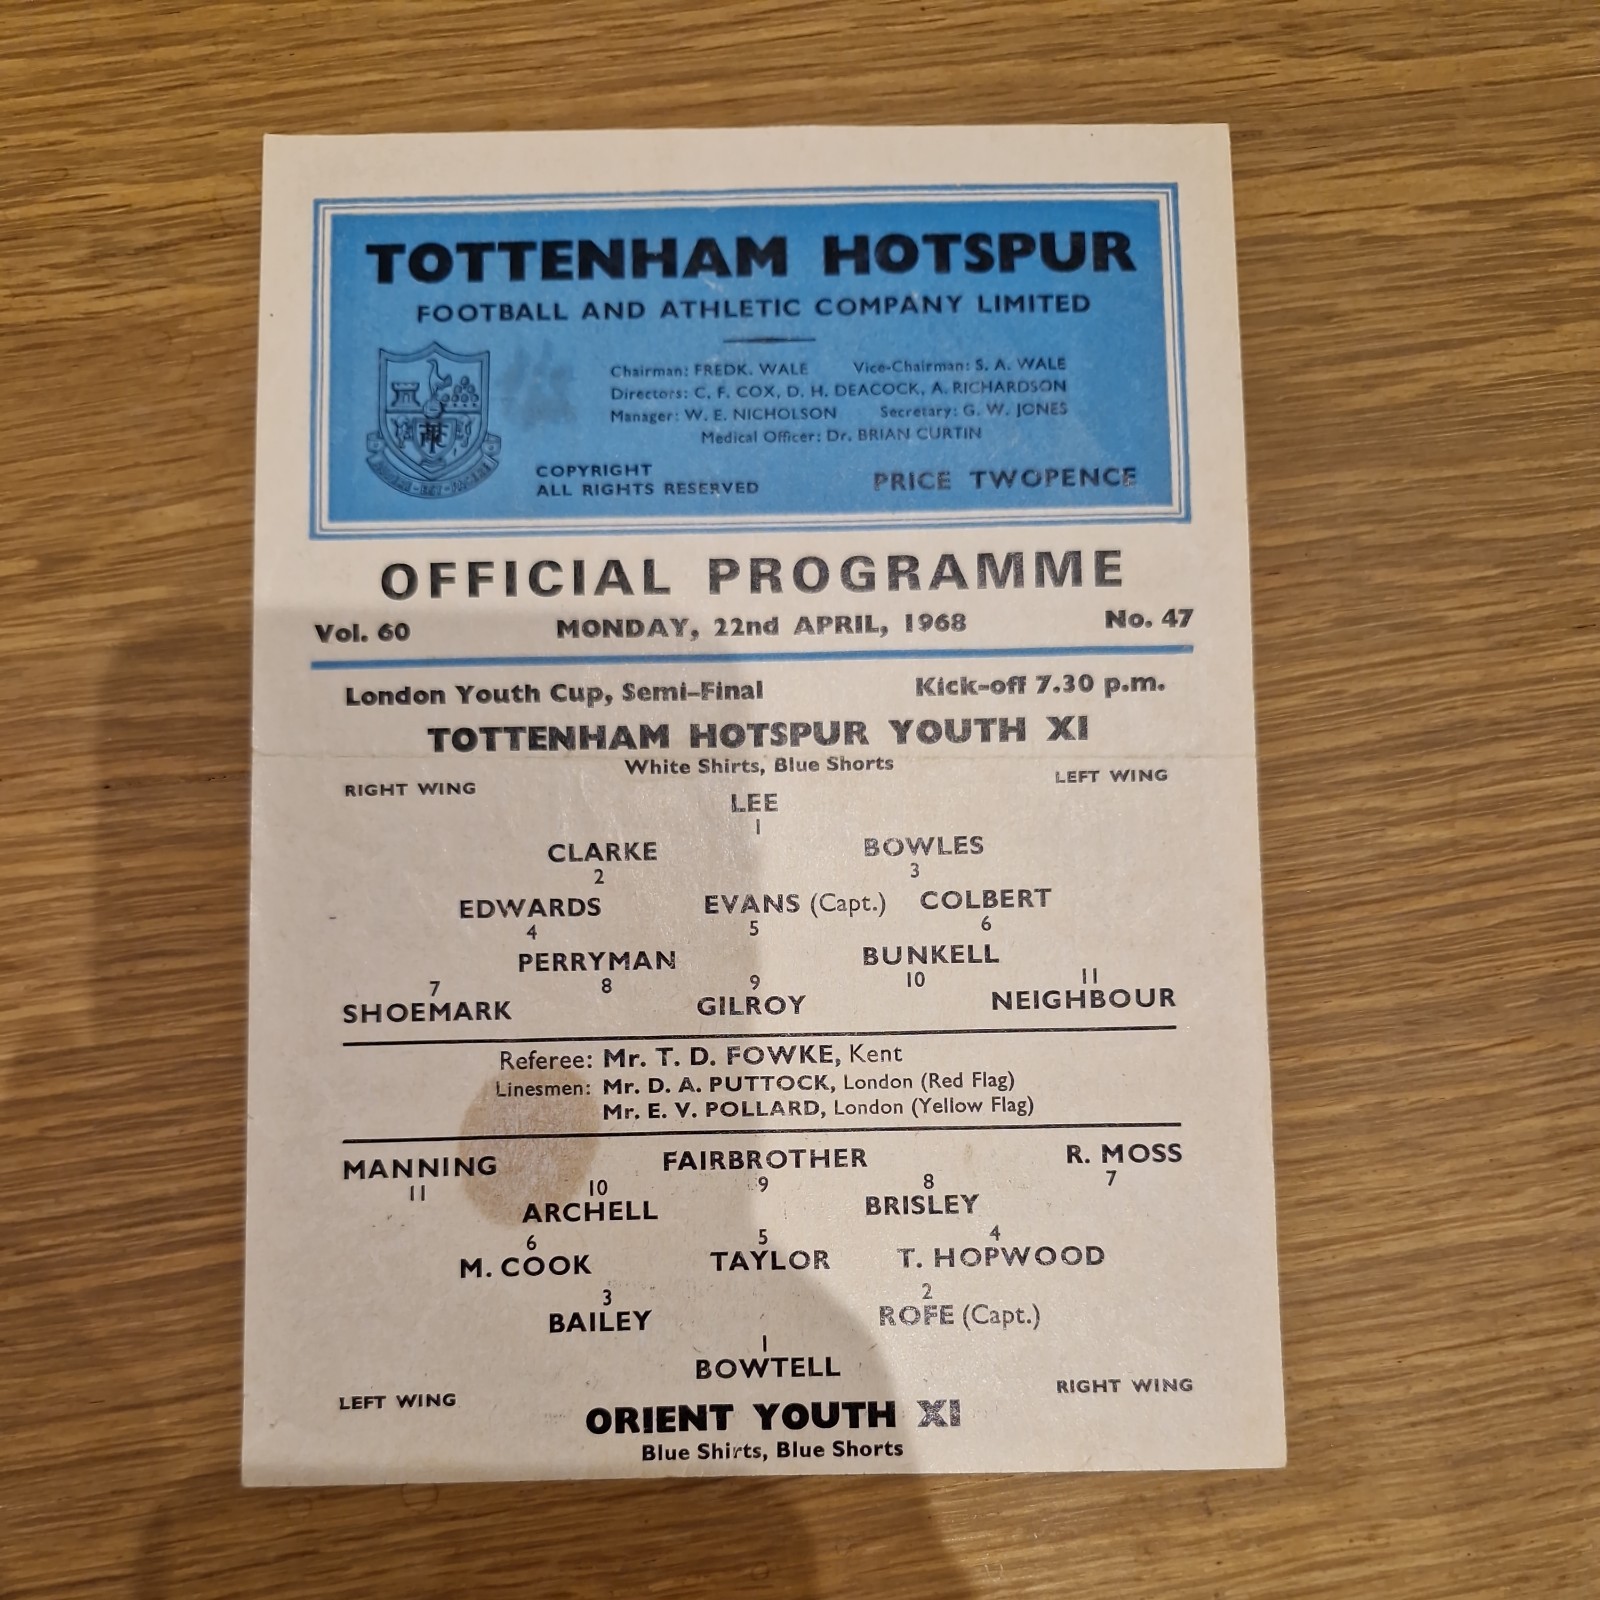 TOTTENHAM HOTSPUR
FOOTBALL AND ATHLETIC COMPANY LIMITED
Chairman: FREDK. WALE Vice-Chairman: S. A. WALE
Directors: C. F. COX, D. H. DEACOCK, A. RICHARDSON
Manager: W. E. NICHOLSON Secretary: G. W. JONES
Medical Officer: Dr. BRIAN CURTIN
COPYRIGHT
ALL RIGHTS RESERVED PRICE TWOPENCE
OFFICIAL PROGRAMME
Vol. 60 MONDAY, 22nd APRIL, 1968 No. 47
London Youth Cup, Semi-Final Kick-off 7.30 p.m.
TOTTENHAM HOTSPUR YOUTH XI
White Shirts, Blue Shorts
RIGHT WING LEFT WING
LEE
1
CLARKE BOWLES
2 3
EDWARDS EVANS (Capt.) COLBERT
4 5 6
PERRYMAN BUNKELL
7 8 9 10 11
SHOEMARK GILROY NEIGHBOUR
Referee: Mr. T. D. FOWKE, Kent
Linesmen: Mr. D. A. PUTTOCK, London (Red Flag)
Mr. E. V. POLLARD, London (Yellow Flag)
MANNING FAIRBROTHER R. MOSS
11 10 9 8 7
ARCHELL BRISLEY
6 5 4
M. COOK TAYLOR T. HOPWOOD
3 2
BAILEY ROFE (Capt.)
1
BOWTELL
LEFT WING RIGHT WING
ORIENT YOUTH XI
Blue Shirts, Blue Shorts